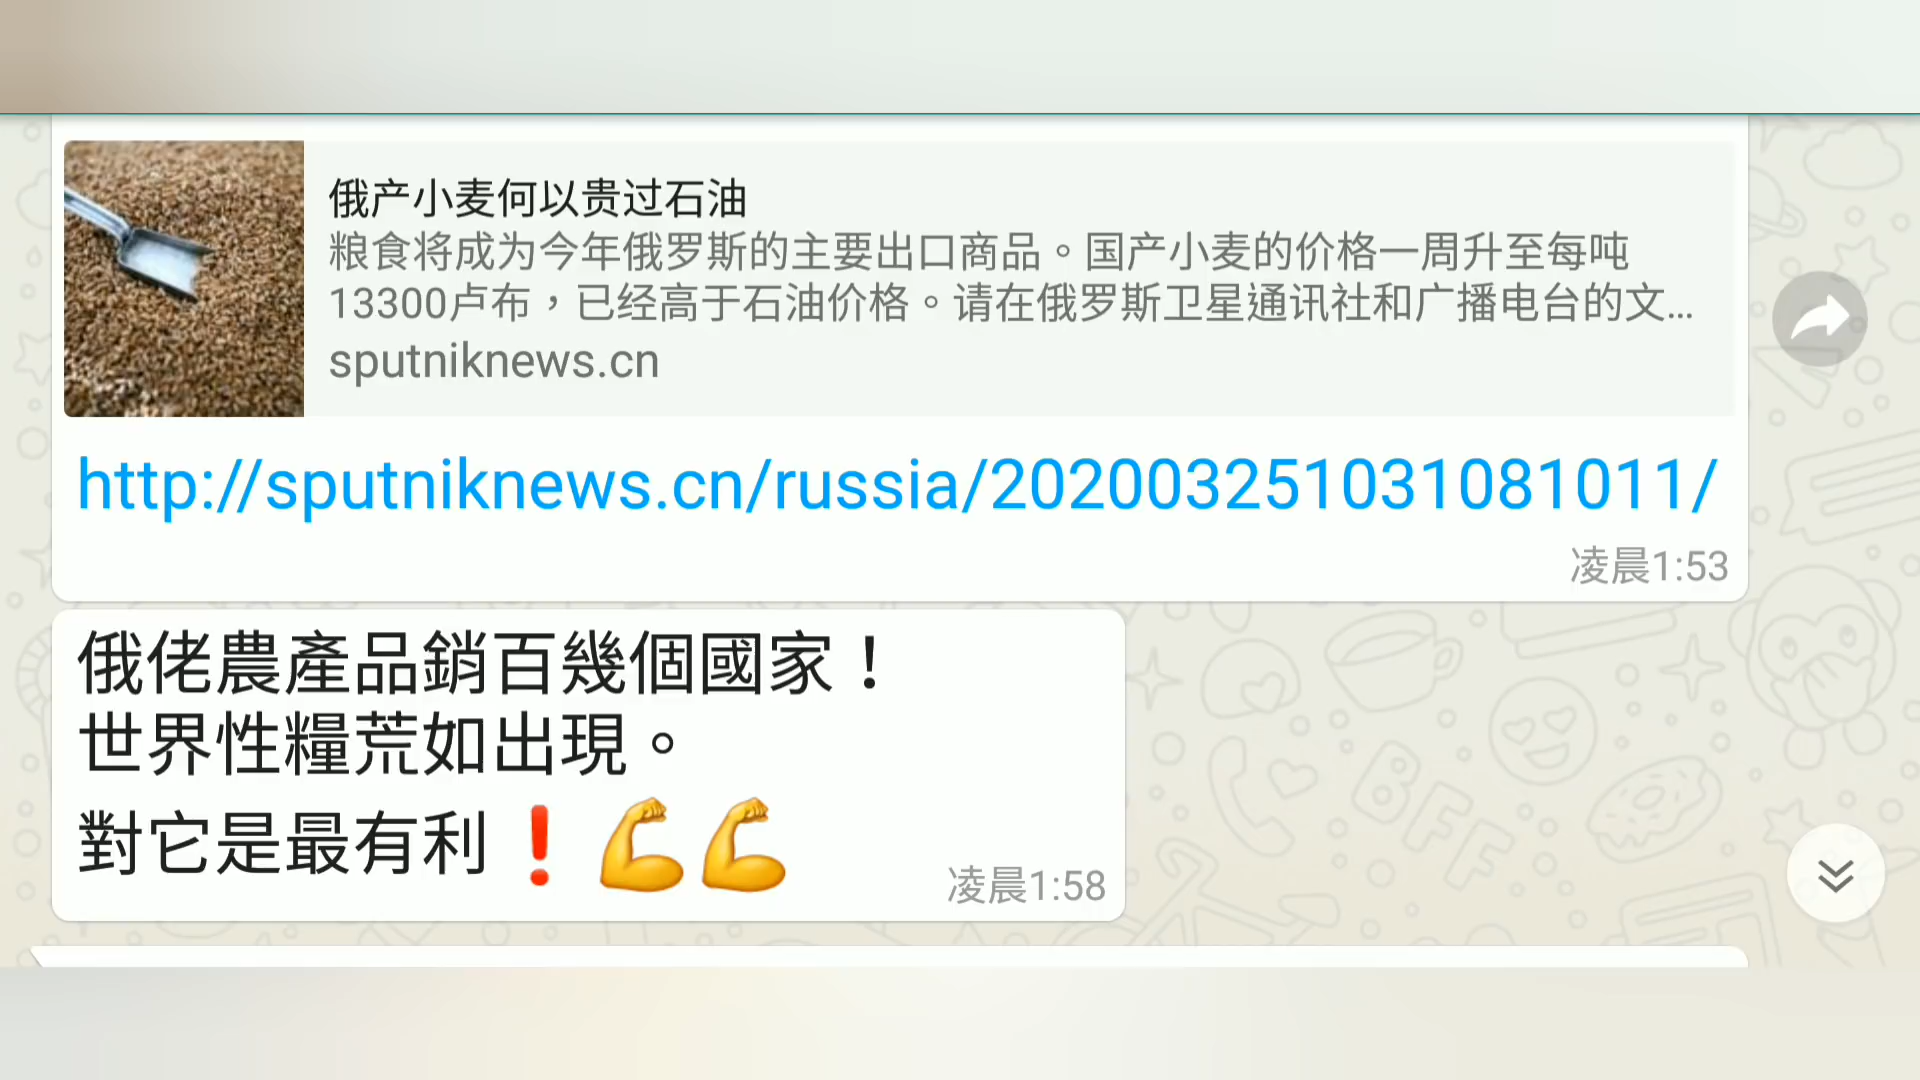 俄产小麦何以贵过石油
粮食将成为今年俄罗斯的主要出口商品。国产小麦的价格一周升至每吨
13300卢布，已经高于石油价格。请在俄罗斯卫星通讯社和广播电台的文...
sputniknews.cn
http://sputniknews.cn/russia/202003251031081011/
凌晨1:53
俄佬農產品銷百幾個國家！
世界性糧荒如出現。
對它是最有利❗💪💪
凌晨1:58
BFF